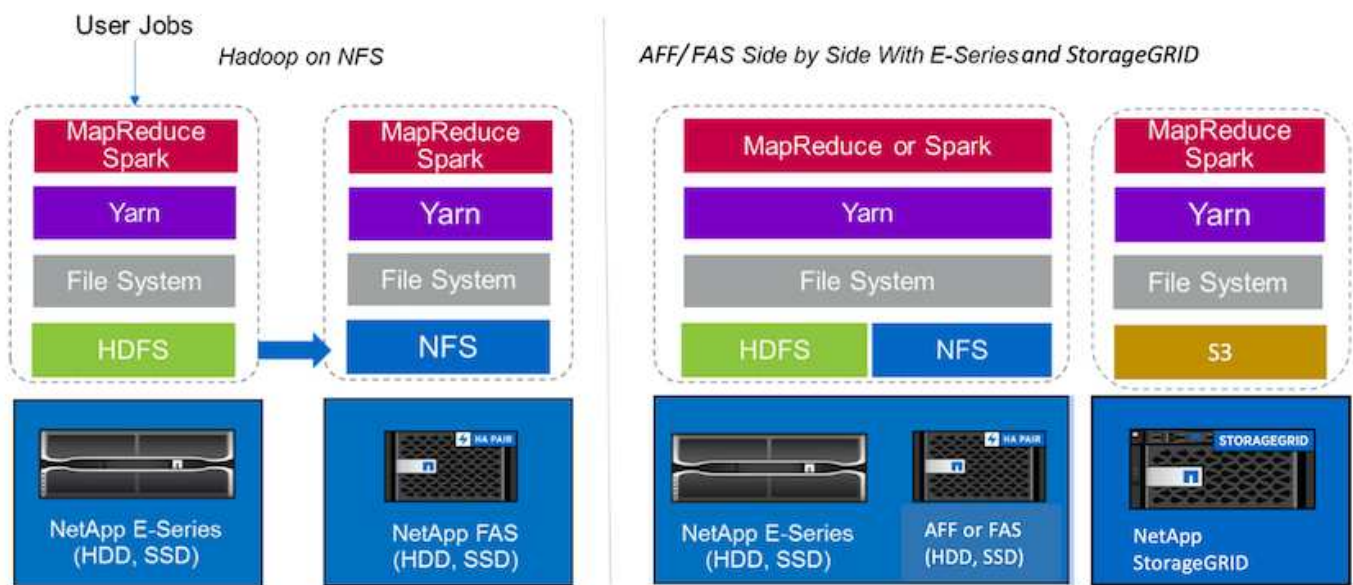 User Jobs
Hadoop on NFS
MapReduce
Spark
Yarn
File System
HDFS
NetApp E-Series
(HDD, SSD)
MapReduce
Spark
Yarn
File System
NFS
HA PAIR
NetApp FAS
(HDD, SSD)
AFF/FAS Side by Side With E-Series and StorageGRID
MapReduce or Spark
Yarn
File System
HDFS
NFS
NetApp E-Series
(HDD, SSD)
HA PAIR
AFF or FAS
(HDD, SSD)
MapReduce
Spark
Yarn
File System
S3
STORAGEGRID
NetApp
StorageGRID